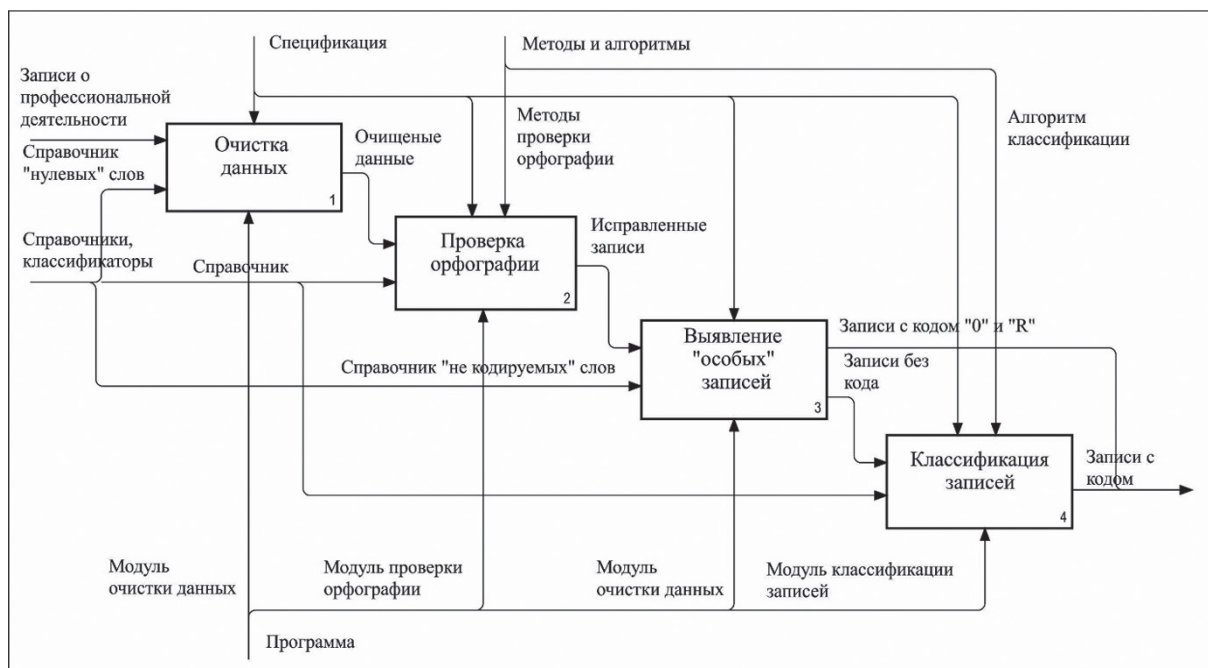 Спецификация
Методы и алгоритмы
Записи о
профессиональной
деятельности
Справочник
"нулевых" слов
Очистка
данных
1
Очищеные
данные
Методы
проверки
орфографии
Алгоритм
классификации
Справочники,
классификаторы
Справочник
Проверка
орфографии
2
Исправленные
записи
Справочник "не кодируемых" слов
Выявление
"особых"
записей
3
Записи с кодом "0" и "R"
Записи без
кода
Классификация
записей
4
Записи с
кодом
Модуль
очистки данных
Модуль проверки
орфографии
Модуль
очистки данных
Модуль классификации
записей
Программа